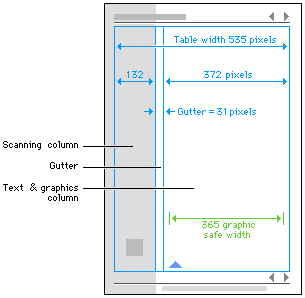 Table width 535 pixels
132
372 pixels
Gutter = 31 pixels
Scanning column
Gutter
Text & graphics
column
365 graphic
safe width